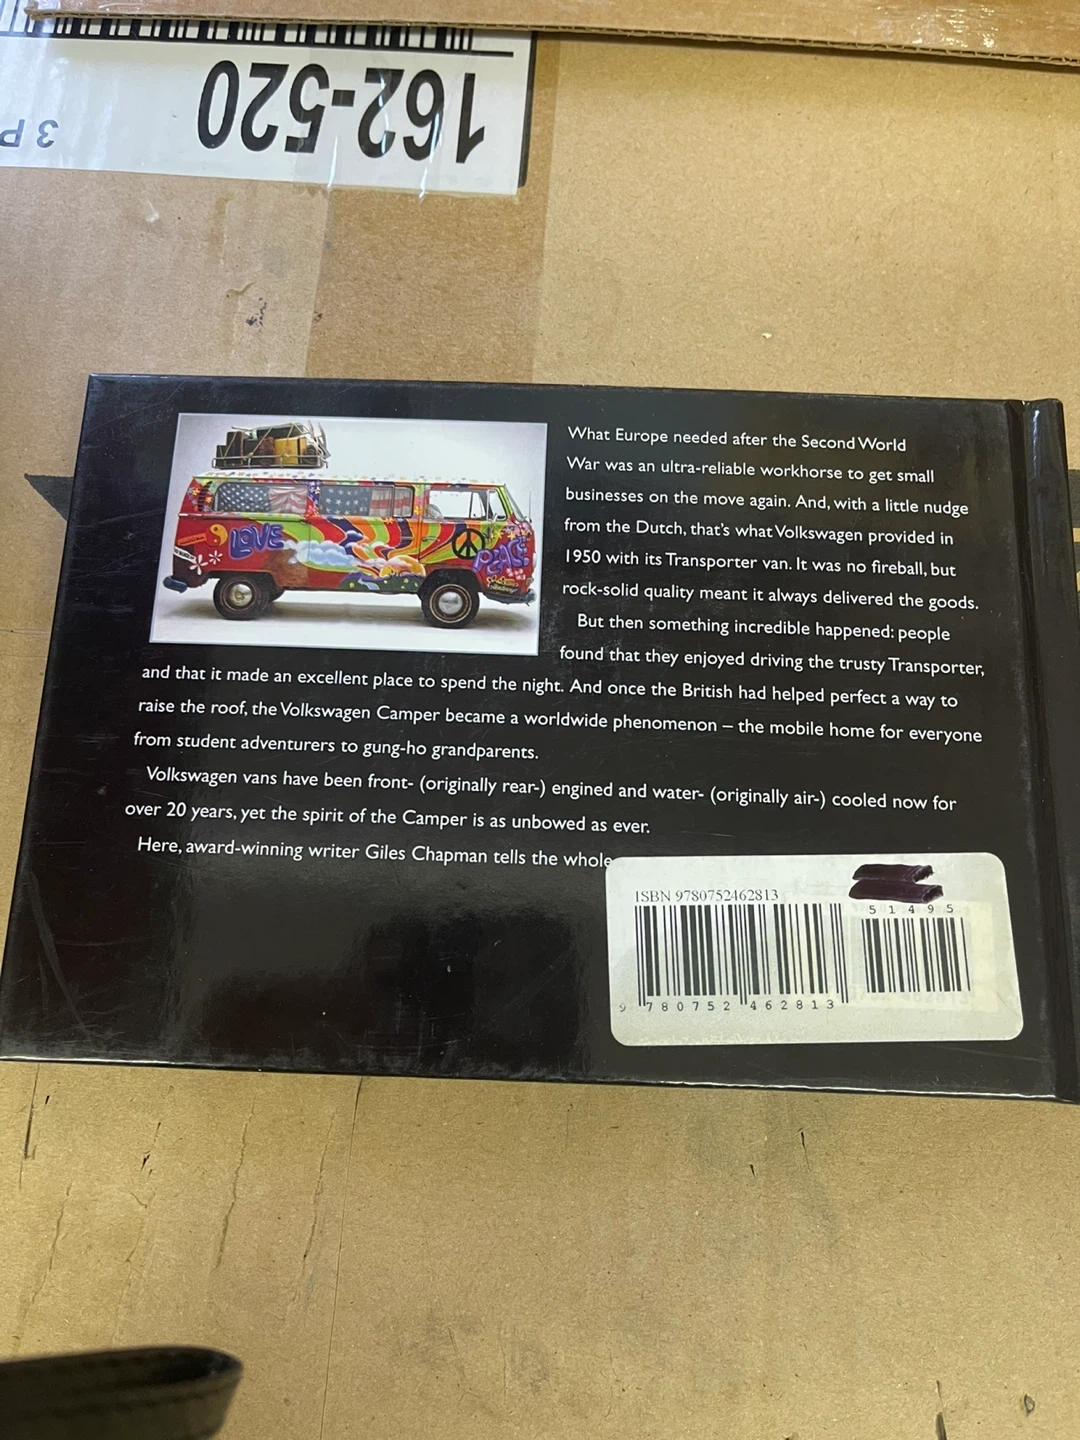 162-520
3 P
What Europe needed after the Second World
War was an ultra-reliable workhorse to get small
businesses on the move again. And, with a little nudge
from the Dutch, that's what Volkswagen provided in
1950 with its Transporter van. It was no fireball, but
rock-solid quality meant it always delivered the goods.
But then something incredible happened: people
found that they enjoyed driving the trusty Transporter,
and that it made an excellent place to spend the night. And once the British had helped perfect a way to
raise the roof, the Volkswagen Camper became a worldwide phenomenon – the mobile home for everyone
from student adventurers to gung-ho grandparents.
Volkswagen vans have been front- (originally rear-) engined and water- (originally air-) cooled now for
over 20 years, yet the spirit of the Camper is as unbowed as ever.
Here, award-winning writer Giles Chapman tells the whole
LOVE
PEACE
ISBN 9780752462813
5 1 4 9 5
9 780752 462813